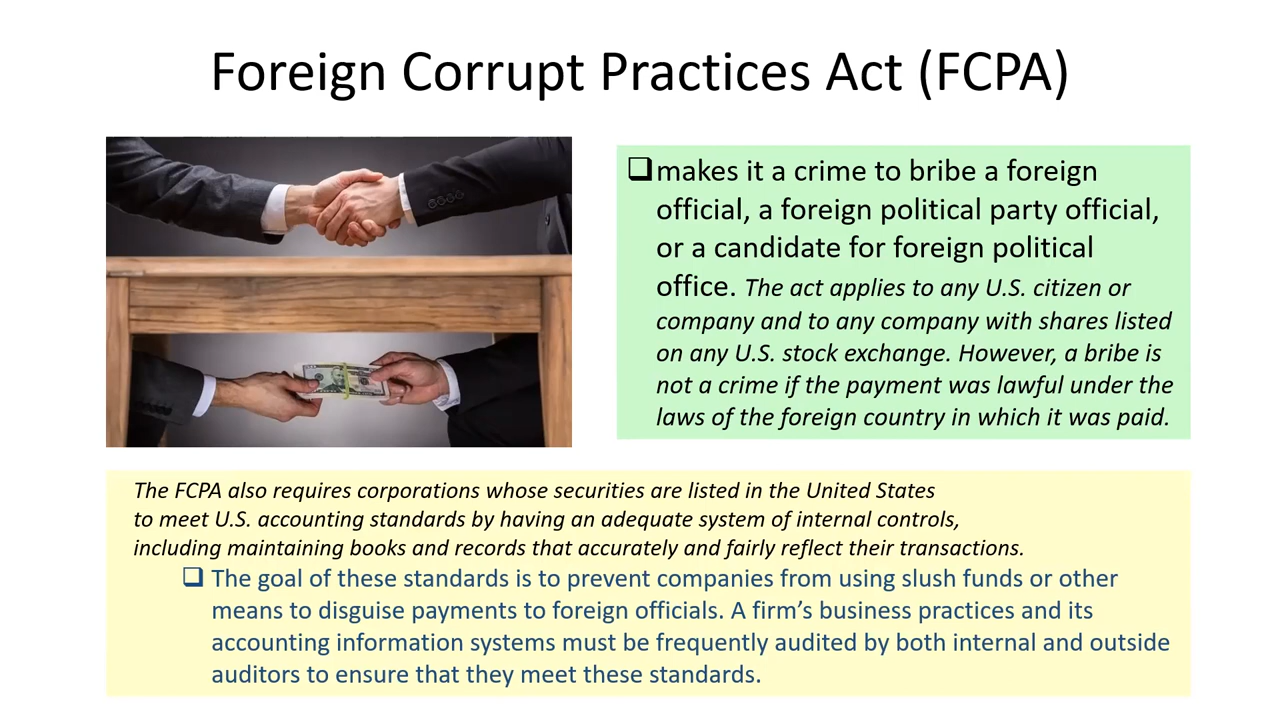 Foreign Corrupt Practices Act (FCPA)
❑ makes it a crime to bribe a foreign
official, a foreign political party official,
or a candidate for foreign political
office. The act applies to any U.S. citizen or
company and to any company with shares listed
on any U.S. stock exchange. However, a bribe is
not a crime if the payment was lawful under the
laws of the foreign country in which it was paid.
The FCPA also requires corporations whose securities are listed in the United States
to meet U.S. accounting standards by having an adequate system of internal controls,
including maintaining books and records that accurately and fairly reflect their transactions.
❑ The goal of these standards is to prevent companies from using slush funds or other
means to disguise payments to foreign officials. A firm’s business practices and its
accounting information systems must be frequently audited by both internal and outside
auditors to ensure that they meet these standards.